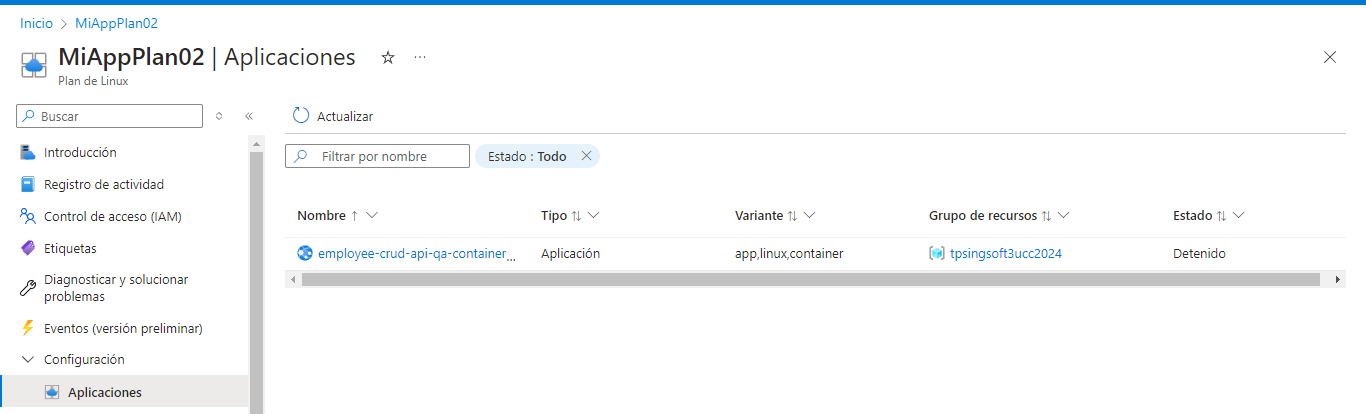 Inicio > MiAppPlan02
MiAppPlan02 | Aplicaciones
Plan de Linux
Buscar
Introducción
Registro de actividad
Control de acceso (IAM)
Etiquetas
Diagnosticar y solucionar
problemas
Eventos (versión preliminar)
Configuración
Aplicaciones
Actualizar
Filtrar por nombre
Estado : Todo
Nombre Tipo Variante Grupo de recursos Estado
employee-crud-api-qa-container... Aplicación app,linux,container tpsingsoft3ucc2024 Detenido